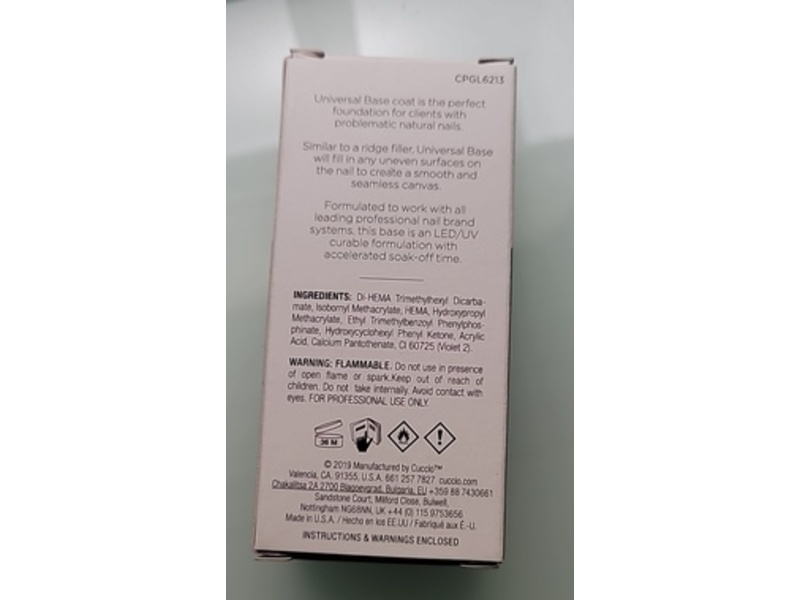 CPGL6213
Universal Base coat is the perfect
foundation for clients with
problematic natural nails.
Similar to a ridge filler, Universal Base
will fill in any uneven surfaces on
the nail to create a smooth and
seamless canvas.
Formulated to work with all
leading professional nail brand
systems, this base is an LED/UV
curable formulation with
accelerated soak-off time.
INGREDIENTS: Di-HEMA Trimethylhexyl Dicarba-
mate, Isobornyl Methacrylate, HEMA, Hydroxypropyl
Methacrylate, Ethyl Trimethylbenzoyl Phenylphos-
phinate, Hydroxycyclohexyl Phenyl Ketone, Acrylic
Acid, Calcium Pantothenate, CI 60725 (Violet 2).
WARNING: FLAMMABLE. Do not use in presence
of open flame or spark.Keep out of reach of
children. Do not take internally. Avoid contact with
eyes. FOR PROFESSIONAL USE ONLY.
36 M
© 2019 Manufactured by Cuccio™
Valencia, CA. 91355, U.S.A. 661 257 7827 cuccio.com
Chakalitsa 2A 2700 Blagoevgrad, Bulgaria, EU +359 88 7430661
Sandstone Court, Millford Close, Bulwell,
Nottingham NG68NN, UK +44 (0) 115 9753656
Made in U.S.A. / Hecho en los EE.UU / Fabriqué aux É.-U.
INSTRUCTIONS & WARNINGS ENCLOSED